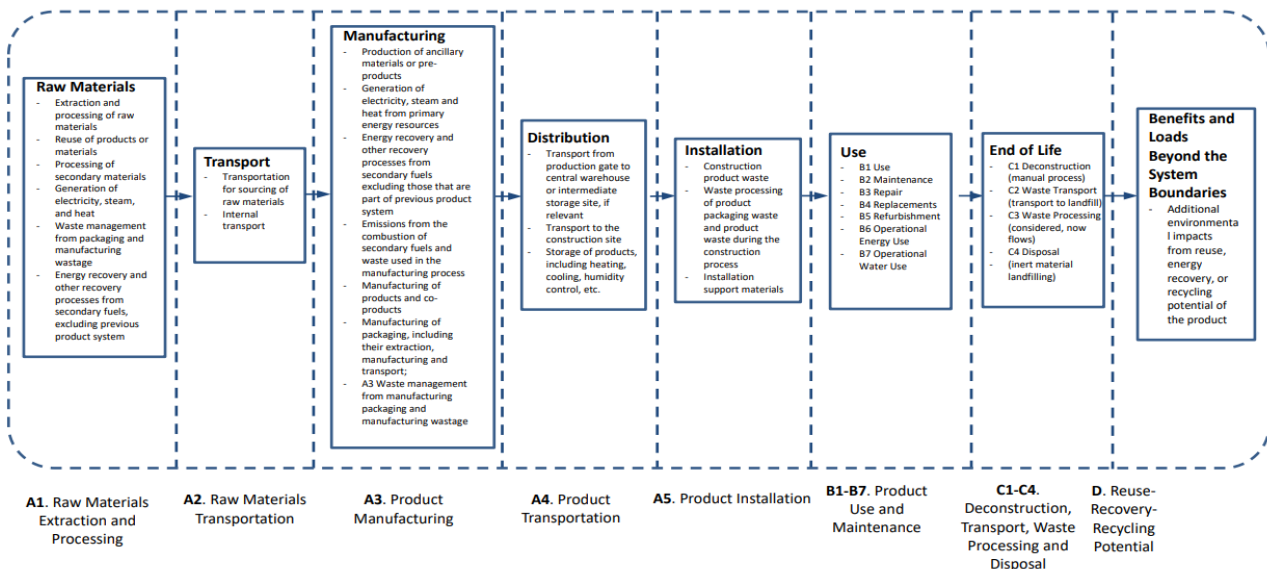 Raw Materials
- Extraction and
processing of raw
materials
- Reuse of products or
materials
- Processing of
secondary materials
- Generation of
electricity, steam,
and heat
- Waste management
from packaging and
manufacturing
wastage
- Energy recovery and
other recovery
processes from
secondary fuels,
excluding previous
product system
Transport
- Transportation
for sourcing of
raw materials
- Internal
transport
Manufacturing
- Production of ancillary
materials or pre-
products
- Generation of
electricity, steam and
heat from primary
energy resources
- Energy recovery and
other recovery
processes from
secondary fuels
excluding those that are
part of previous product
system
- Emissions from the
combustion of
secondary fuels and
waste used in the
manufacturing process
- Manufacturing of
products and co-
products
- Manufacturing of
packaging, including
their extraction,
manufacturing and
transport;
- A3 Waste management
from manufacturing
packaging and
manufacturing wastage
Distribution
- Transport from
production gate to
central warehouse
or intermediate
storage site, if
relevant
- Transport to the
construction site
- Storage of products,
including heating,
cooling, humidity
control, etc.
Installation
- Construction
product waste
- Waste processing
of product
packaging waste
and product
waste during the
construction
process
- Installation
support materials
Use
- B1 Use
- B2 Maintenance
- B3 Repair
- B4 Replacements
- B5 Refurbishment
- B6 Operational
Energy Use
- B7 Operational
Water Use
End of Life
- C1 Deconstruction
(manual process)
- C2 Waste Transport
(transport to landfill)
- C3 Waste Processing
(considered, now
flows)
- C4 Disposal
(inert material
landfilling)
Benefits and
Loads
Beyond the
System
Boundaries
- Additional
environmenta
l impacts
from reuse,
energy
recovery, or
recycling
potential of
the product
A1. Raw Materials
Extraction and
Processing
A2. Raw Materials
Transportation
A3. Product
Manufacturing
A4. Product
Transportation
A5. Product Installation
B1-B7. Product
Use and
Maintenance
C1-C4.
Deconstruction,
Transport, Waste
Processing and
Disposal
D. Reuse-
Recovery-
Recycling
Potential